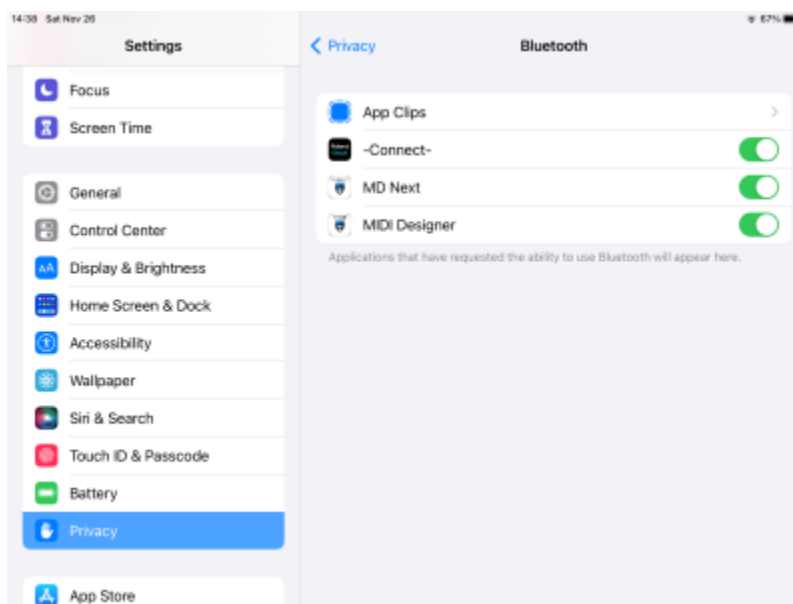 14:38 Sat Nov 26
67%
Settings
Focus
Screen Time
General
Control Center
AA
Display & Brightness
Home Screen & Dock
Accessibility
Wallpaper
Siri & Search
Touch ID & Passcode
Battery
Privacy
App Store
Privacy
Bluetooth
App Clips
-Connect-
MD Next
MIDI Designer
Applications that have requested the ability to use Bluetooth will appear here.